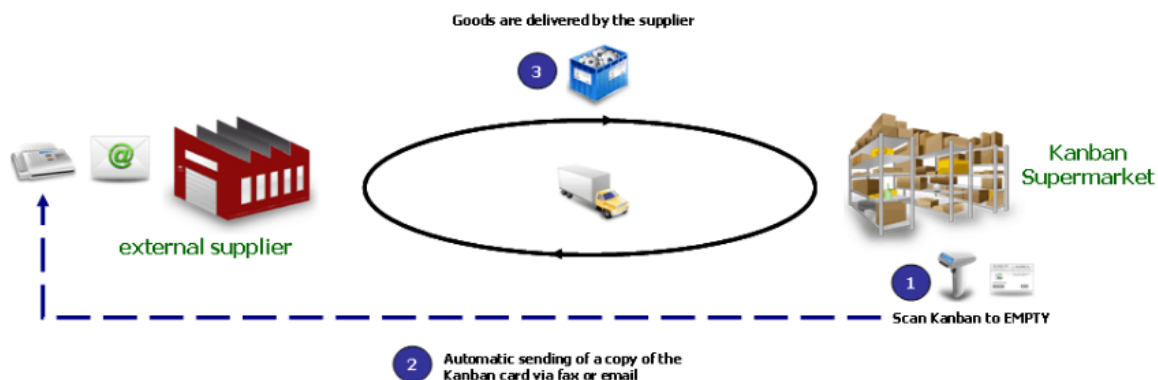 Goods are delivered by the supplier
3
@
Kanban
Supermarket
external supplier
1
Scan Kanban to EMPTY
2
Automatic sending of a copy of the
Kanban card via fax or email